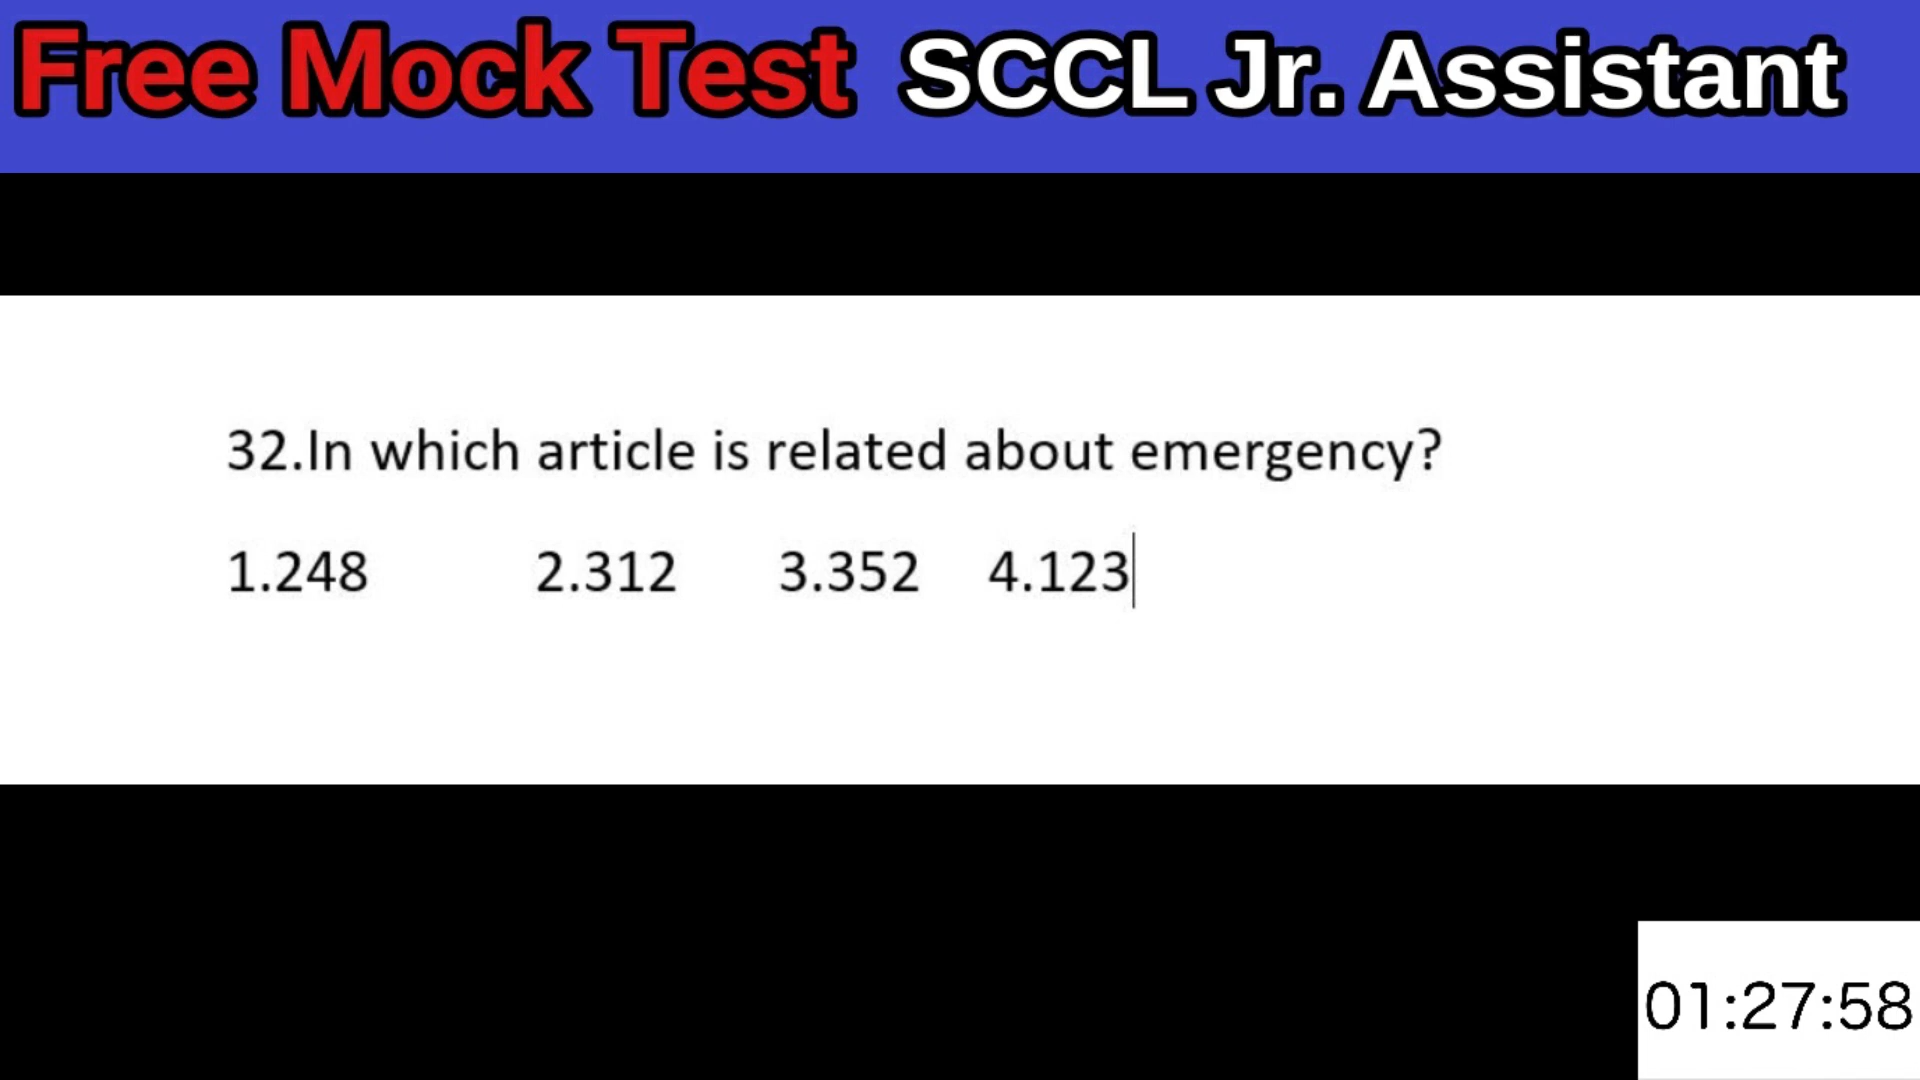 Free Mock Test SCCL Jr. Assistant
32.In which article is related about emergency?
1.248 2.312 3.352 4.123
01:27:58